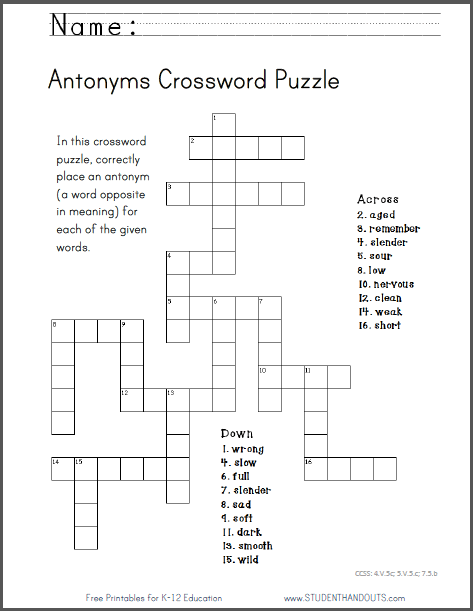 Name:
Antonyms Crossword Puzzle
In this crossword
puzzle, correctly
place an antonym
(a word opposite
in meaning) for
each of the given
words.
1
2
3
4
5 6 7
8 9
10 11
12 13
14 15
16
Across
2. aged
3. remember
4. slender
5. sour
8. low
10. nervous
12. clean
14. weak
16. short
Down
1. wrong
4. slow
6. full
7. slender
8. sad
9. soft
11. dark
13. smooth
15. wild
CCSS: 4.V.5c; 5.V.5.c; 7.5.b
Free Printables for K-12 Education www.STUDENTHANDOUTS.com